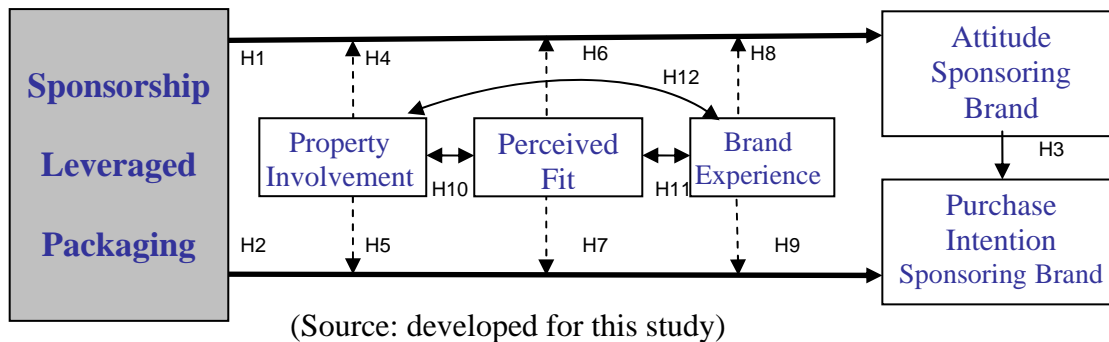 Sponsorship
Leveraged
Packaging
H1
H4
H6
H8
H12
Property
Involvement
H10
Perceived
Fit
H11
Brand
Experience
H2
H5
H7
H9
Attitude
Sponsoring
Brand
H3
Purchase
Intention
Sponsoring Brand
(Source: developed for this study)